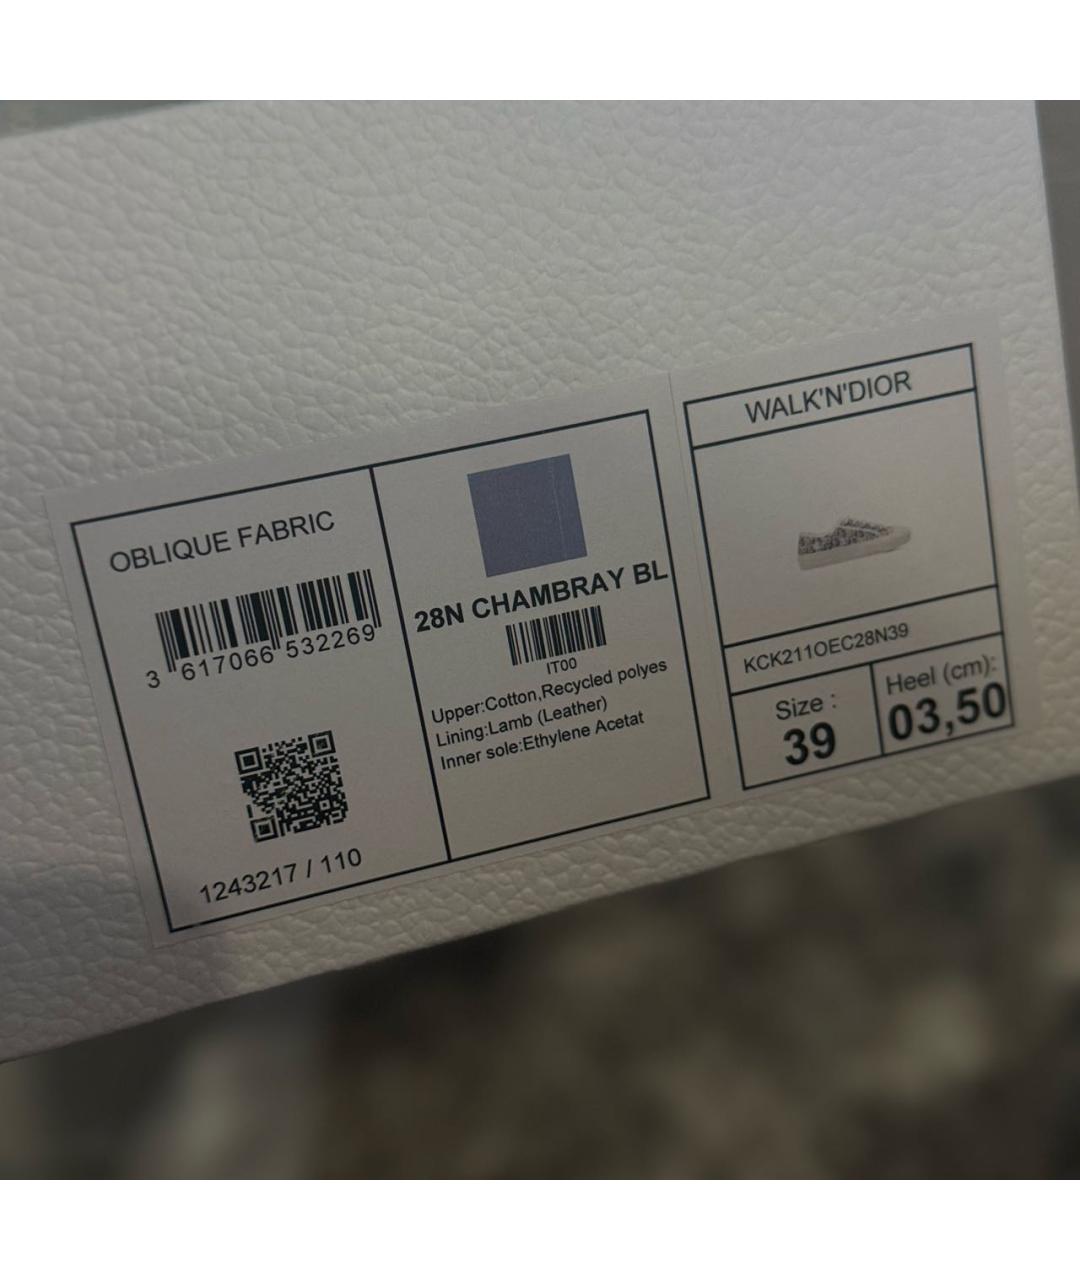 OBLIQUE FABRIC
3 617066 532269
1243217 / 110
28N CHAMBRAY BL
IT00
Upper:Cotton,Recycled polyes
Lining:Lamb (Leather)
Inner sole:Ethylene Acetat
WALK'N'DIOR
KCK211OEC28N39
Size :
39
Heel (cm):
03,50